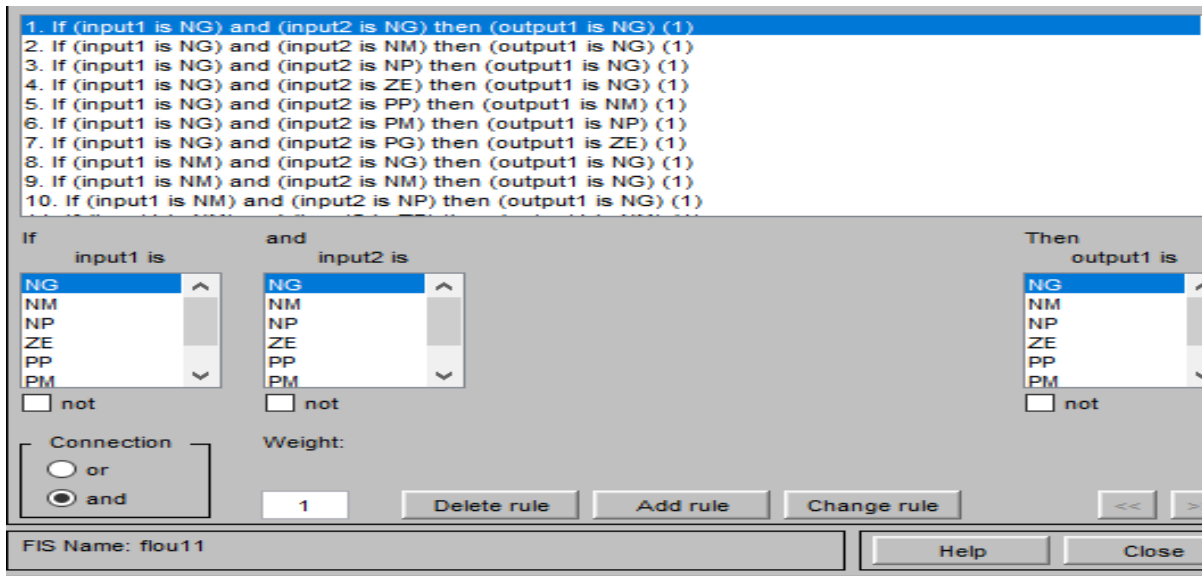 1. If (input1 is NG) and (input2 is NG) then (output1 is NG) (1)
2. If (input1 is NG) and (input2 is NM) then (output1 is NG) (1)
3. If (input1 is NG) and (input2 is NP) then (output1 is NG) (1)
4. If (input1 is NG) and (input2 is ZE) then (output1 is NG) (1)
5. If (input1 is NG) and (input2 is PP) then (output1 is NM) (1)
6. If (input1 is NG) and (input2 is PM) then (output1 is NP) (1)
7. If (input1 is NG) and (input2 is PG) then (output1 is ZE) (1)
8. If (input1 is NM) and (input2 is NG) then (output1 is NG) (1)
9. If (input1 is NM) and (input2 is NM) then (output1 is NG) (1)
10. If (input1 is NM) and (input2 is NP) then (output1 is NG) (1)
If and Then
input1 is input2 is output1 is
NG NG NG
NM NM NM
NP NP NP
ZE ZE ZE
PP PP PP
PM PM PM
not not not
Connection Weight:
or
and 1 Delete rule Add rule Change rule << >
FIS Name: flou11 Help Close